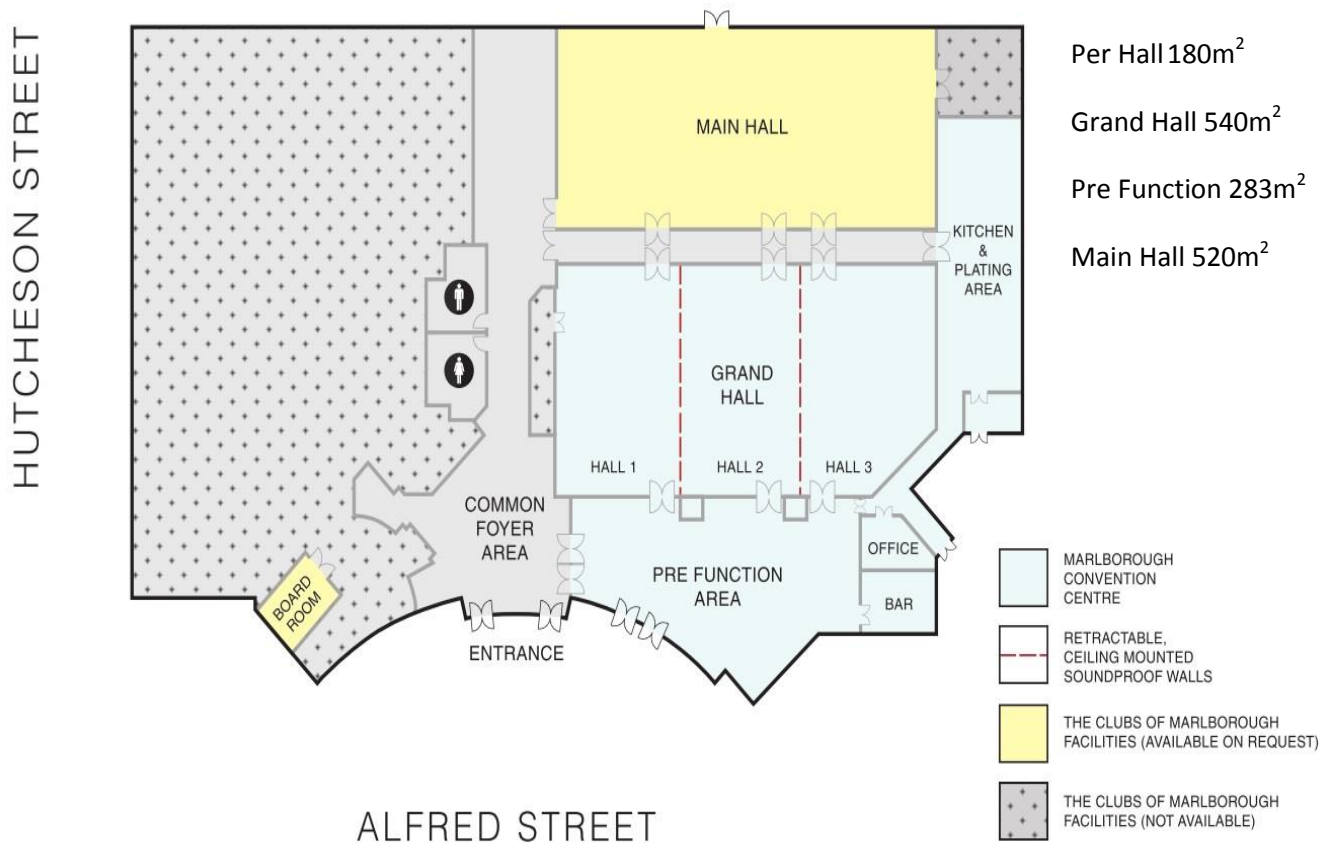 HUTCHESON STREET
MAIN HALL
Per Hall 180m²
Grand Hall 540m²
Pre Function 283m²
Main Hall 520m²
KITCHEN
&
PLATING
AREA
GRAND
HALL
HALL 1
HALL 2
HALL 3
COMMON
FOYER
AREA
PRE FUNCTION
AREA
OFFICE
BAR
BOARD
ROOM
ENTRANCE
MARLBOROUGH
CONVENTION
CENTRE
RETRACTABLE,
CEILING MOUNTED
SOUNDPROOF WALLS
THE CLUBS OF MARLBOROUGH
FACILITIES (AVAILABLE ON REQUEST)
THE CLUBS OF MARLBOROUGH
FACILITIES (NOT AVAILABLE)
ALFRED STREET